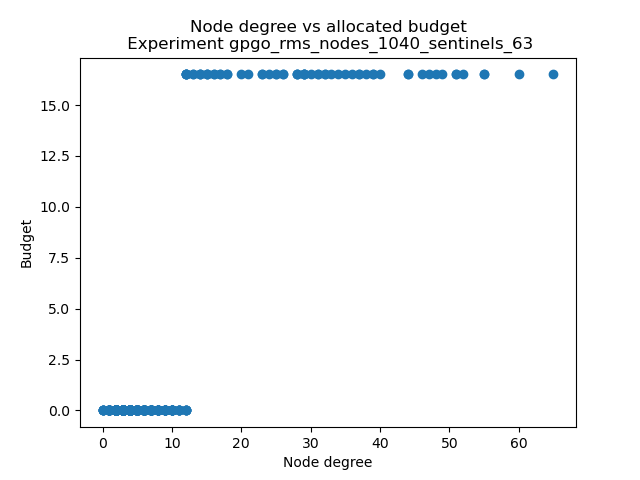 Node degree vs allocated budget
Experiment gpgo_rms_nodes_1040_sentinels_63
15.0
12.5
10.0
7.5
5.0
2.5
0.0
Budget
0 10 20 30 40 50 60
Node degree